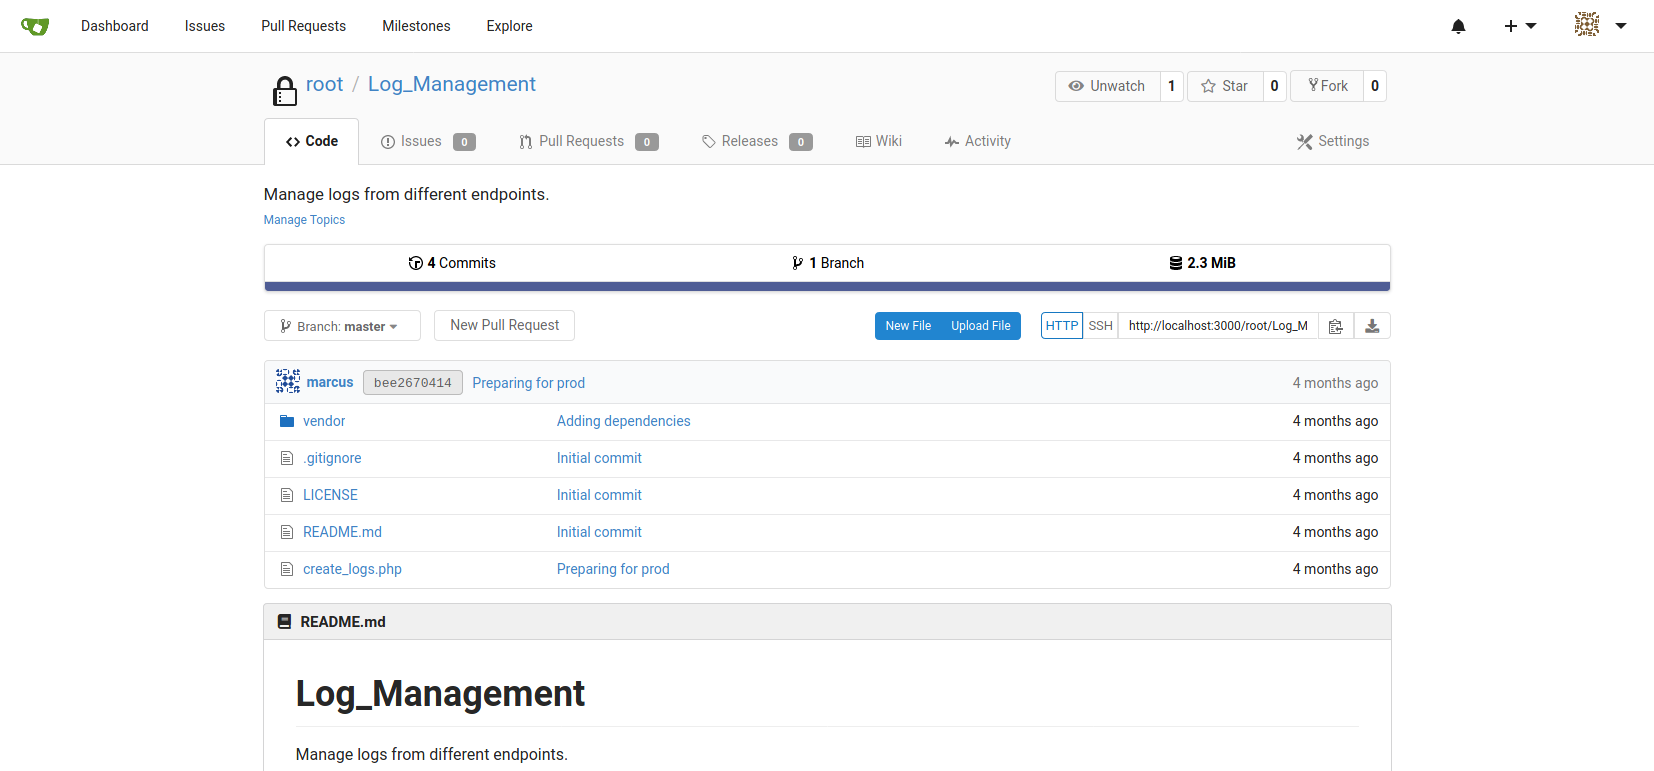 Dashboard Issues Pull Requests Milestones Explore
root / Log_Management
Unwatch 1 Star 0 Fork 0
Code Issues 0 Pull Requests 0 Releases 0 Wiki Activity Settings
Manage logs from different endpoints.
Manage Topics
4 Commits 1 Branch 2.3 MiB
Branch: master New Pull Request New File Upload File HTTP SSH http://localhost:3000/root/Log_M
marcus bee2670414 Preparing for prod 4 months ago
vendor Adding dependencies 4 months ago
.gitignore Initial commit 4 months ago
LICENSE Initial commit 4 months ago
README.md Initial commit 4 months ago
create_logs.php Preparing for prod 4 months ago
README.md
Log_Management
Manage logs from different endpoints.